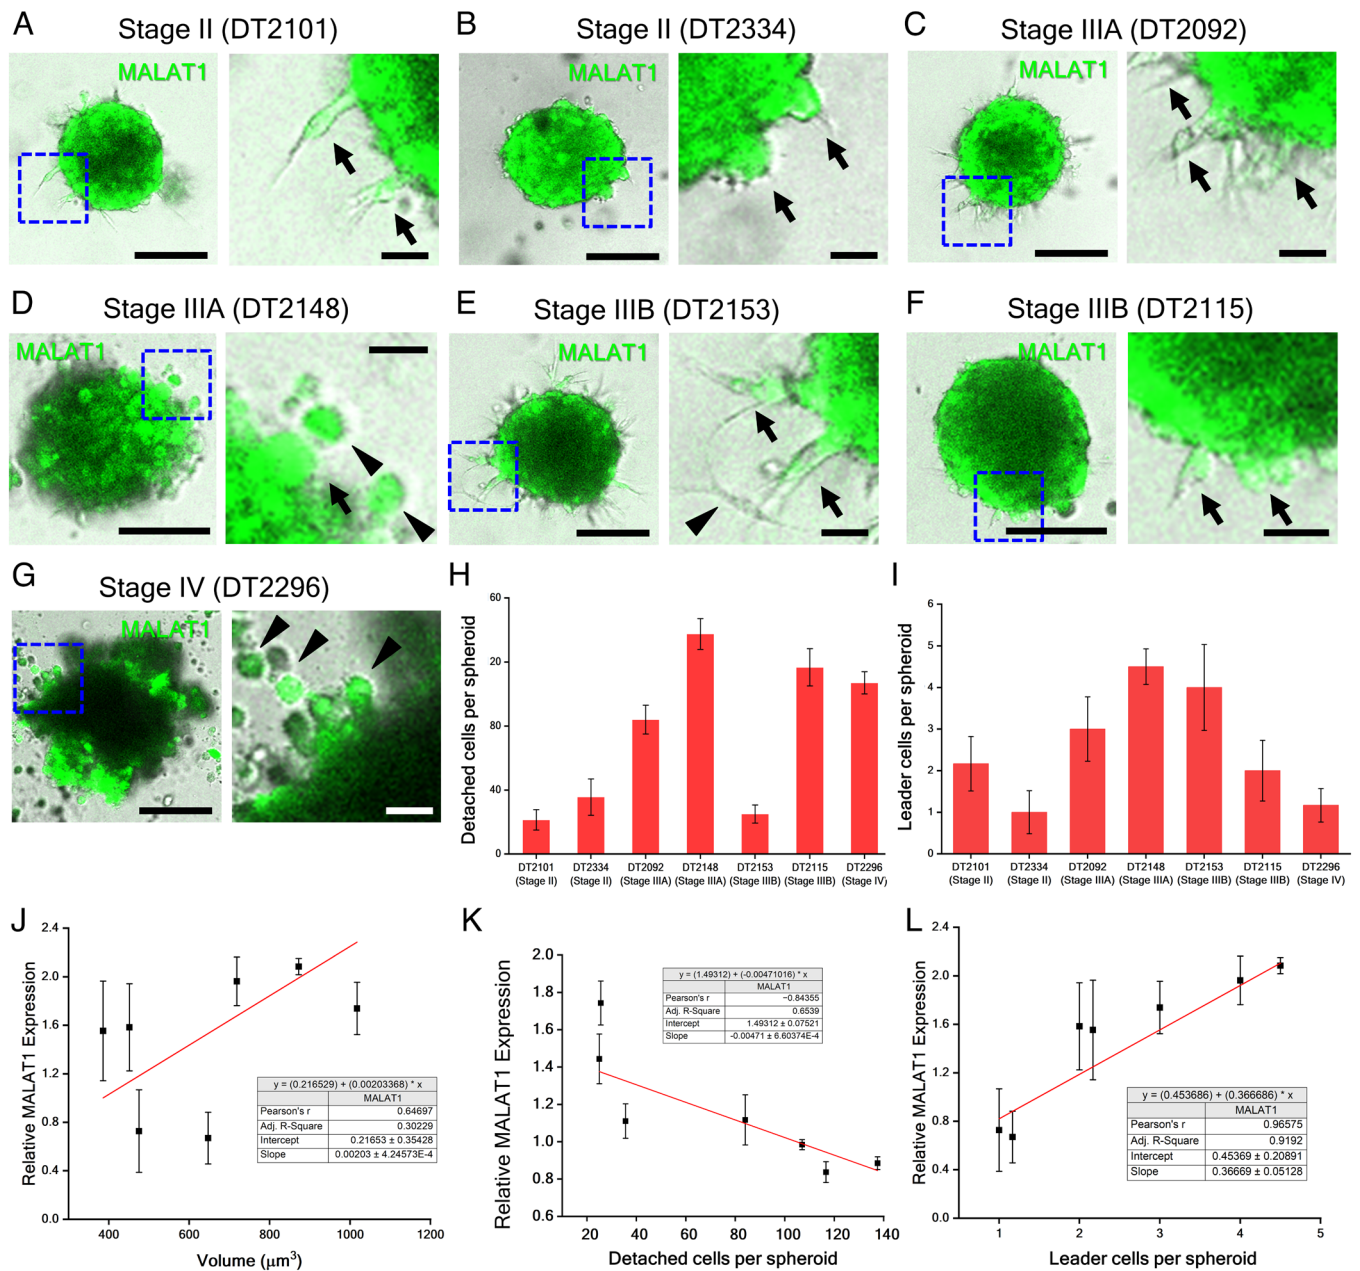 A Stage II (DT2101)
MALAT1
B Stage II (DT2334)
MALAT1
C Stage IIIA (DT2092)
MALAT1
D Stage IIIA (DT2148)
MALAT1
E Stage IIIB (DT2153)
MALAT1
F Stage IIIB (DT2115)
MALAT1
G Stage IV (DT2296)
MALAT1
H
Detached cells per spheroid
60
20
80
40
0
DT2101 (Stage II)
DT2334 (Stage II)
DT2092 (Stage IIIA)
DT2148 (Stage IIIA)
DT2153 (Stage IIIB)
DT2115 (Stage IIIB)
DT2296 (Stage IV)
I
Leader cells per spheroid
6
5
4
3
2
1
0
DT2101 (Stage II)
DT2334 (Stage II)
DT2092 (Stage IIIA)
DT2148 (Stage IIIA)
DT2153 (Stage IIIB)
DT2115 (Stage IIIB)
DT2296 (Stage IV)
J
Relative MALAT1 Expression
2.4
2.0
1.6
1.2
0.8
0.4
0.0
y = (0.216529) + (0.00203368) * x
MALAT1
Pearson's r 0.64697
Adj. R-Square 0.30229
Intercept 0.21653 ± 0.35428
Slope 0.00203 ± 4.24573E-4
400 600 800 1000 1200
Volume (μm³)
K
Relative MALAT1 Expression
2.0
1.8
1.6
1.4
1.2
1.0
0.8
0.6
y = (1.49312) + (-0.00471016) * x
MALAT1
Pearson's r −0.84355
Adj. R-Square 0.6539
Intercept 1.49312 ± 0.07521
Slope -0.00471 ± 6.60374E-4
20 40 60 80 100 120 140
Detached cells per spheroid
L
Relative MALAT1 Expression
2.4
2.0
1.6
1.2
0.8
0.4
y = (0.453686) + (0.366686) * x
MALAT1
Pearson's r 0.96575
Adj. R-Square 0.9192
Intercept 0.45369 ± 0.20891
Slope 0.36669 ± 0.05128
1 2 3 4 5
Leader cells per spheroid